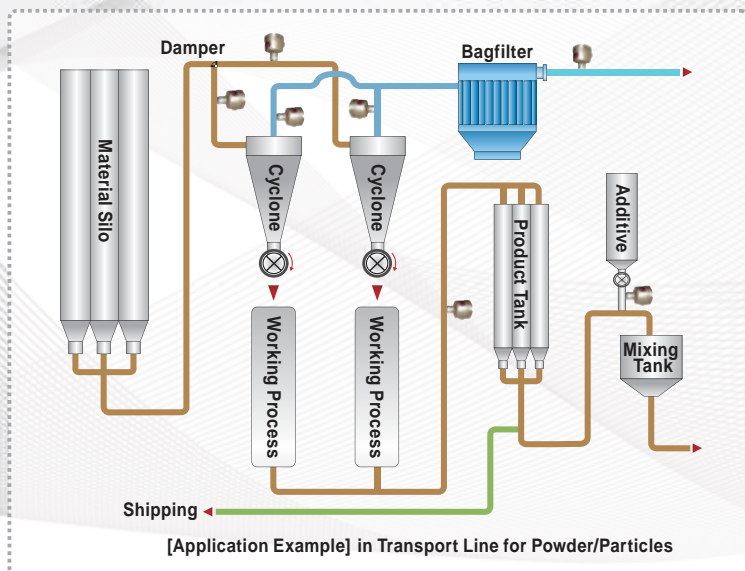 Damper
Bagfilter
Material Silo
Cyclone
Cyclone
Product Tank
Additive
Working Process
Working Process
Mixing
Tank
Shipping
[Application Example] in Transport Line for Powder/Particles